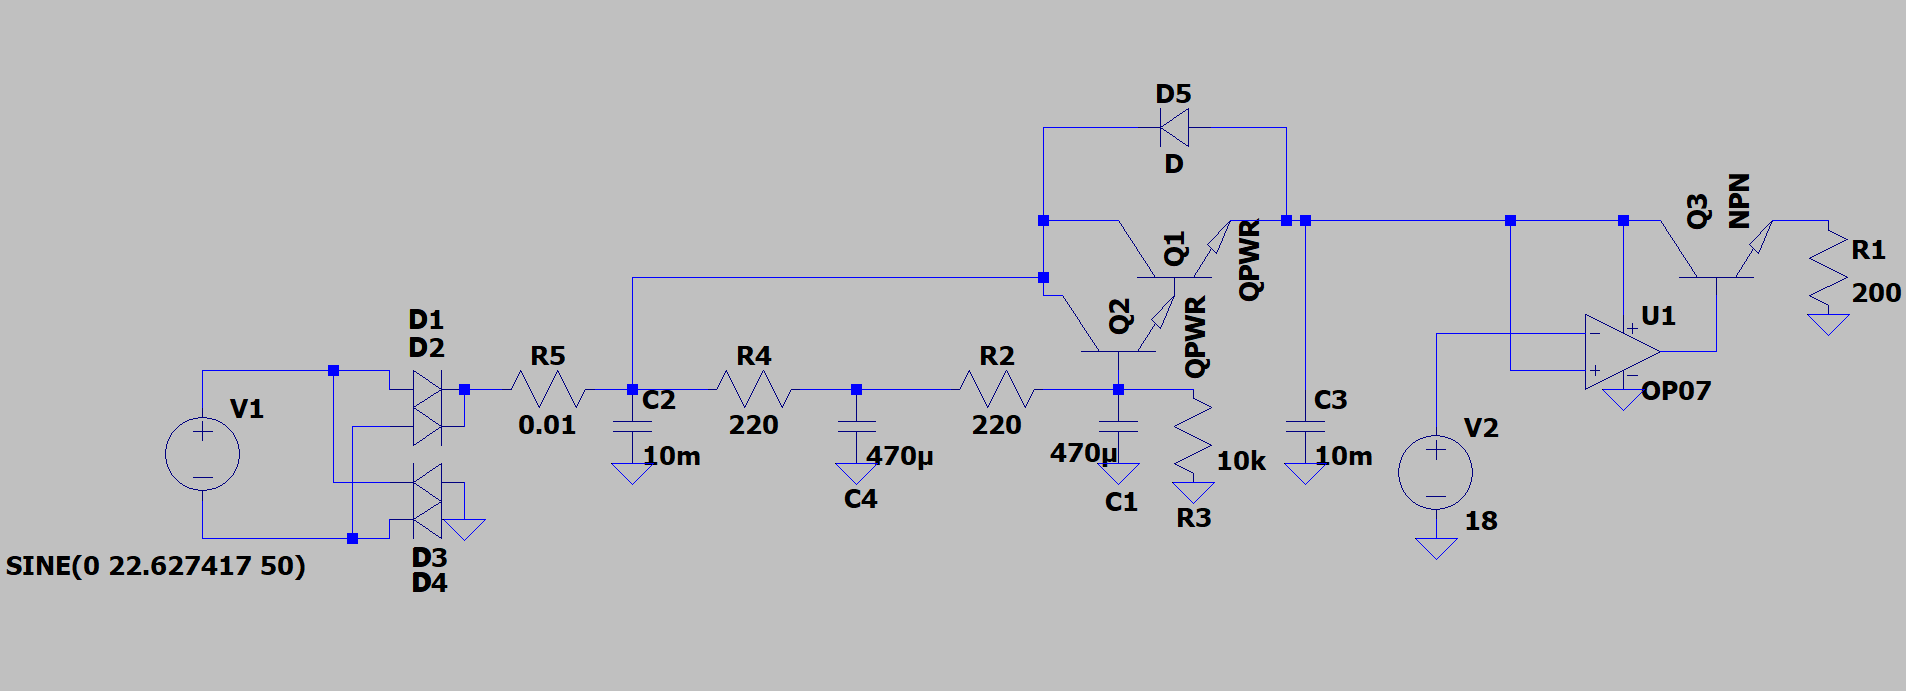 D5
D
Q3
NPN
Q1
QPWR
R1
200
Q2
QPWR
U1
OP07
D1
D2
R5
0.01
R4
220
R2
220
C2
10m
C3
10m
V1
V2
18
470µ
C4
470µ
C1
10k
R3
D3
D4
SINE(0 22.627417 50)